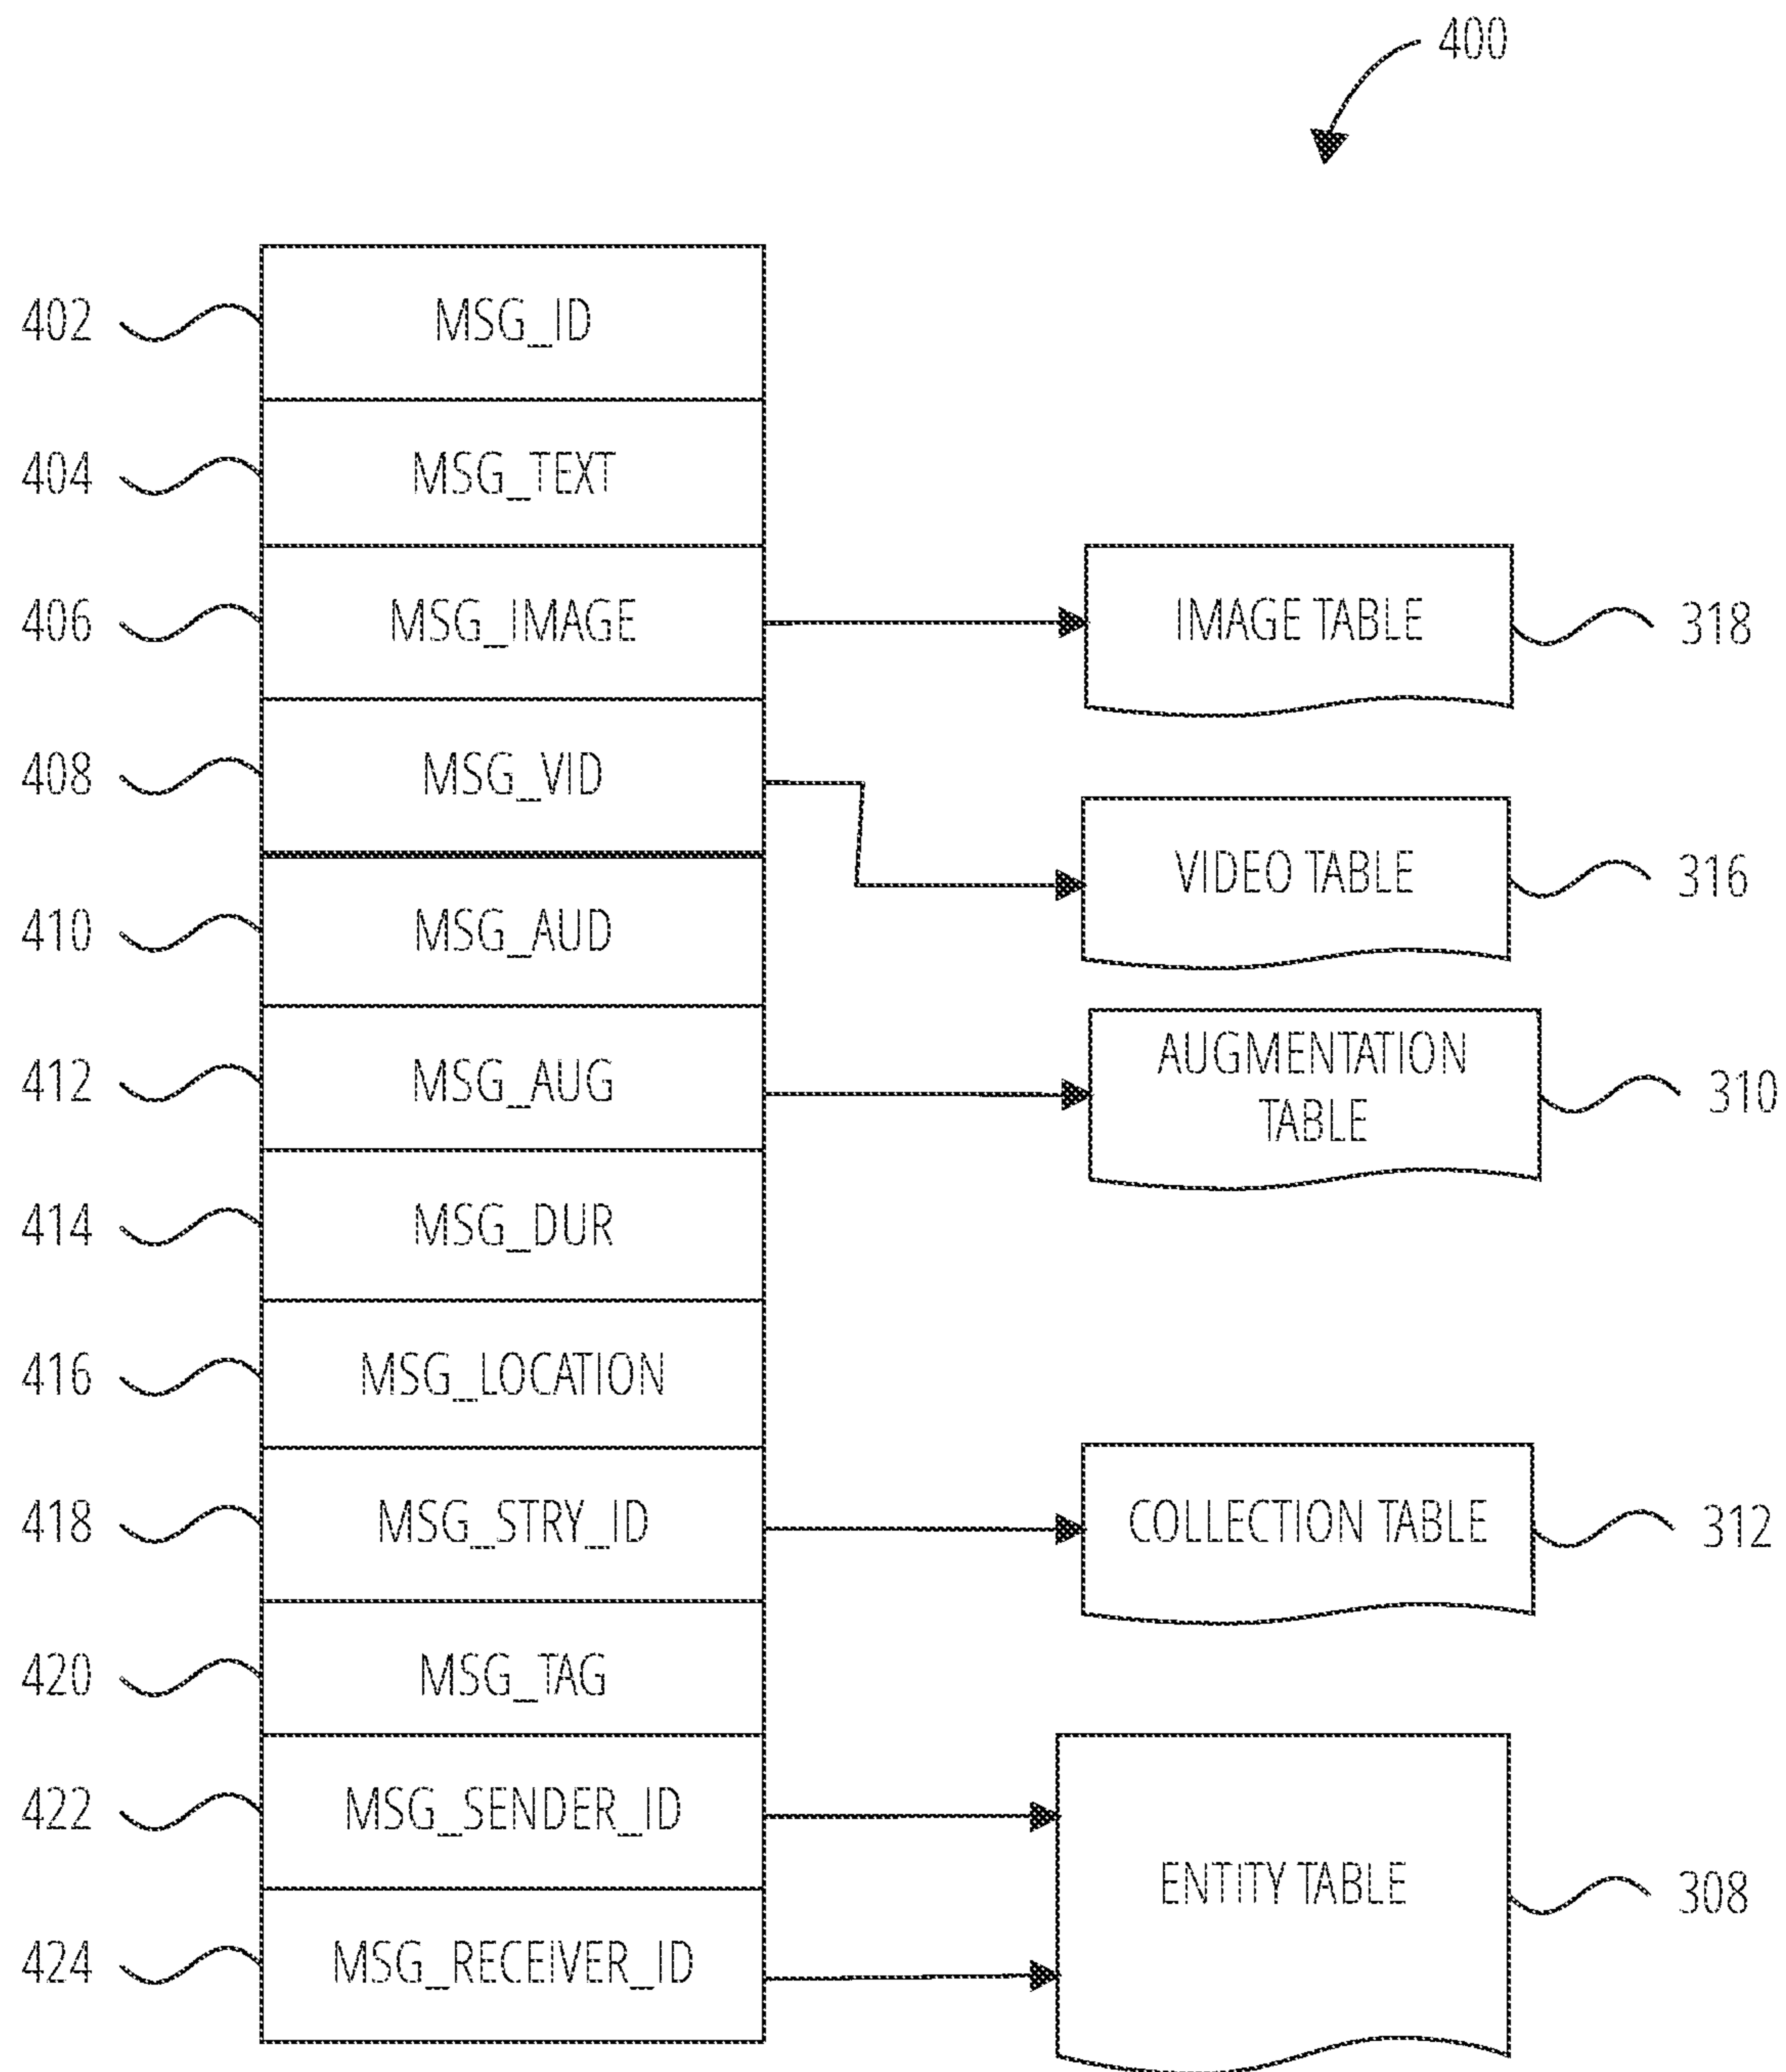 400
402 MSG_ID
404 MSG_TEXT
406 MSG_IMAGE IMAGE TABLE 318
408 MSG_VID
VIDEO TABLE 316
410 MSG_AUD
412 MSG_AUG AUGMENTATION TABLE 310
414 MSG_DUR
416 MSG_LOCATION
418 MSG_STRY_ID COLLECTION TABLE 312
420 MSG_TAG
422 MSG_SENDER_ID
ENTITY TABLE 308
424 MSG_RECEIVER_ID